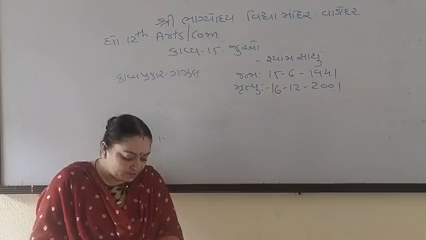 શ્રી ભાગ્યોદય વિદ્યા મંદિર વાંકાનેર
ધો 12th Arts/Com
કાવ્ય-15 જુઓ
- શ્યામ સાધુ
કાવ્યપ્રકાર-ગઝલ
જન્મ: 15-6-1941
મૃત્યુ:-16-12-2001